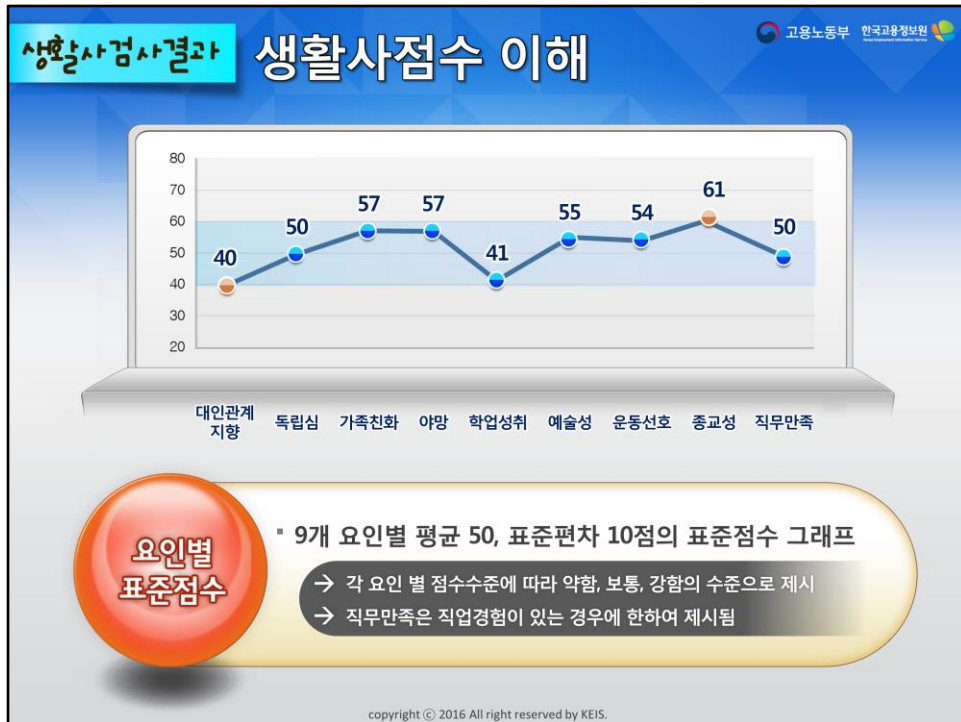 생활사검사결과
생활사점수 이해
고용노동부
한국고용정보원
Korea Employment Information Service
80
70
60
50
40
30
20
40
50
57
57
41
55
54
61
50
대인관계
지향
독립심
가족친화
야망
학업성취
예술성
운동선호
종교성
직무만족
요인별
표준점수
▪ 9개 요인별 평균 50, 표준편차 10점의 표준점수 그래프
→ 각 요인 별 점수수준에 따라 약함, 보통, 강함의 수준으로 제시
→ 직무만족은 직업경험이 있는 경우에 한하여 제시됨
copyright ⓒ 2016 All right reserved by KEIS.